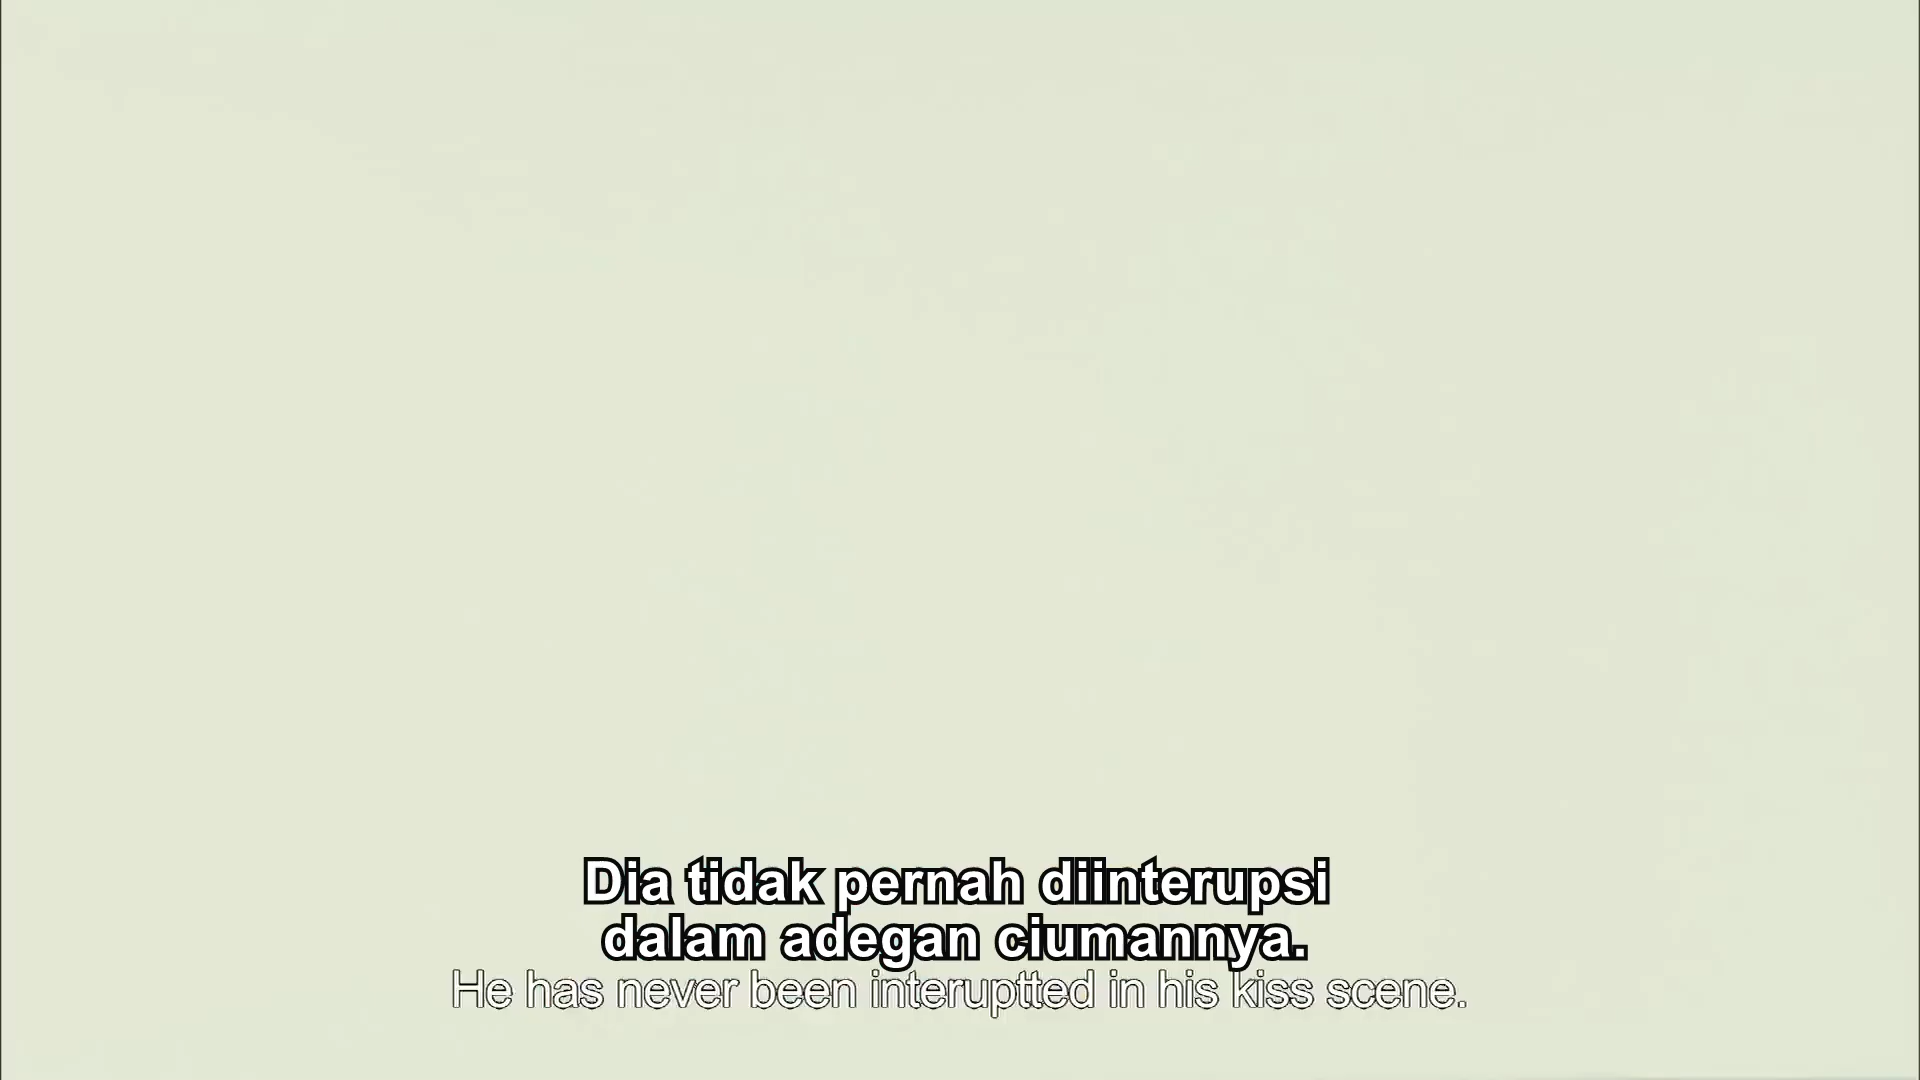 Dia tidak pernah diinterupsi
dalam adegan ciumannya.
He has never been interuptted in his kiss scene.